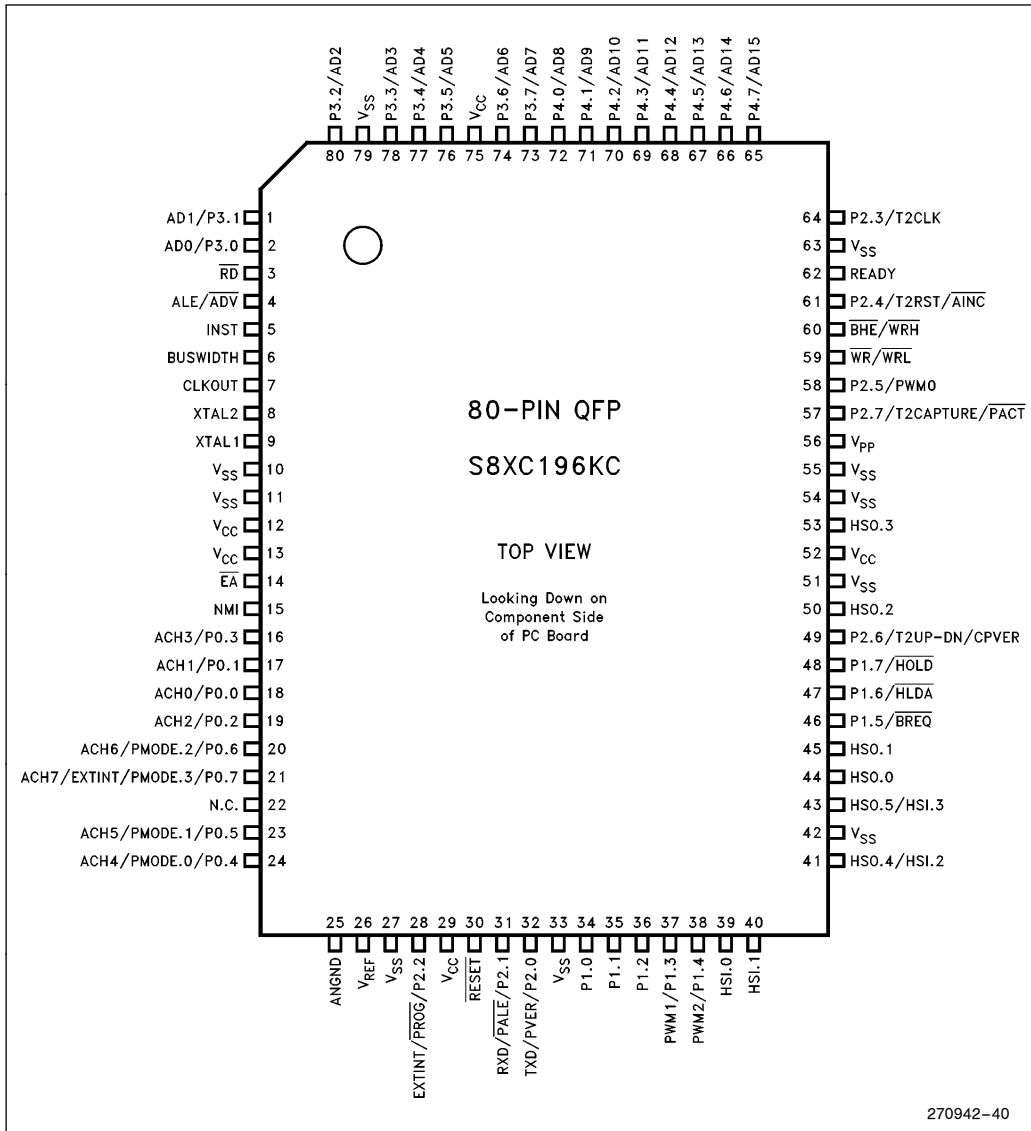 P3.2/AD2
VSS
P3.3/AD3
P3.4/AD4
P3.5/AD5
VCC
P3.6/AD6
P3.7/AD7
P4.0/AD8
P4.1/AD9
P4.2/AD10
P4.3/AD11
P4.4/AD12
P4.5/AD13
P4.6/AD14
P4.7/AD15
80 79 78 77 76 75 74 73 72 71 70 69 68 67 66 65
AD1/P3.1 1
AD0/P3.0 2
RD 3
ALE/ADV 4
INST 5
BUSWIDTH 6
CLKOUT 7
XTAL2 8
XTAL1 9
VSS 10
VSS 11
VCC 12
VCC 13
EA 14
NMI 15
ACH3/P0.3 16
ACH1/P0.1 17
ACH0/P0.0 18
ACH2/P0.2 19
ACH6/PMODE.2/P0.6 20
ACH7/EXTINT/PMODE.3/P0.7 21
N.C. 22
ACH5/PMODE.1/P0.5 23
ACH4/PMODE.0/P0.4 24
80-PIN QFP
S8XC196KC
TOP VIEW
Looking Down on
Component Side
of PC Board
64 P2.3/T2CLK
63 VSS
62 READY
61 P2.4/T2RST/AINC
60 BHE/WRH
59 WR/WRL
58 P2.5/PWM0
57 P2.7/T2CAPTURE/PACT
56 VPP
55 VSS
54 VSS
53 HSO.3
52 VCC
51 VSS
50 HSO.2
49 P2.6/T2UP-DN/CPVER
48 P1.7/HOLD
47 P1.6/HLDA
46 P1.5/BREQ
45 HSO.1
44 HSO.0
43 HSO.5/HSI.3
42 VSS
41 HSO.4/HSI.2
25 26 27 28 29 30 31 32 33 34 35 36 37 38 39 40
ANGND
VREF
VSS
EXTINT/PROG/P2.2
VCC
RESET
RXD/PALE/P2.1
TXD/PVER/P2.0
VSS
P1.0
P1.1
P1.2
PWM1/P1.3
PWM2/P1.4
HSI.0
HSI.1
270942-40